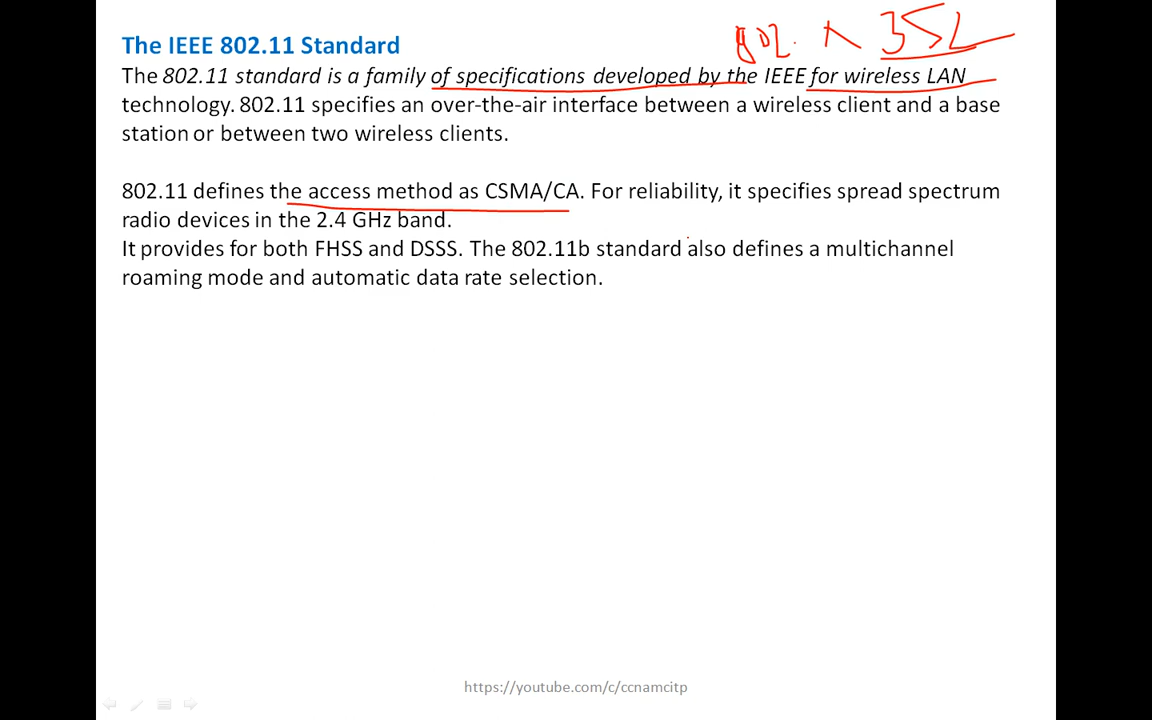 802. x 3SL
The IEEE 802.11 Standard
The 802.11 standard is a family of specifications developed by the IEEE for wireless LAN
technology. 802.11 specifies an over-the-air interface between a wireless client and a base
station or between two wireless clients.
802.11 defines the access method as CSMA/CA. For reliability, it specifies spread spectrum
radio devices in the 2.4 GHz band.
It provides for both FHSS and DSSS. The 802.11b standard also defines a multichannel
roaming mode and automatic data rate selection.
https://youtube.com/c/ccnamcitp